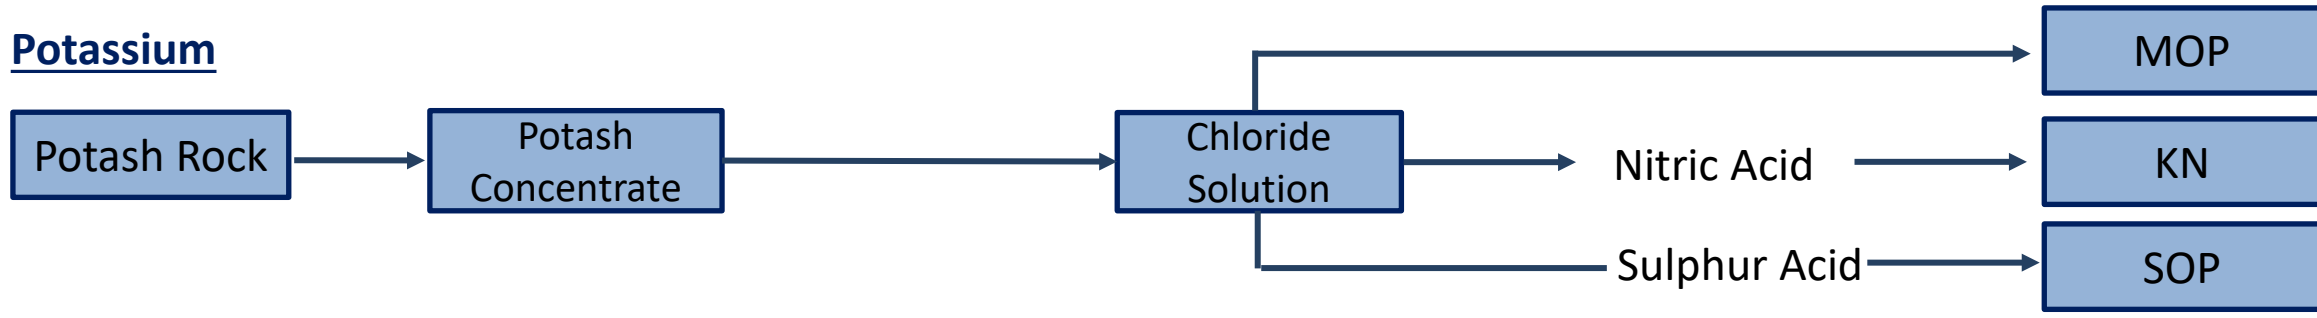 Potassium
MOP
Potash Rock
Potash
Concentrate
Chloride
Solution
Nitric Acid
KN
Sulphur Acid
SOP